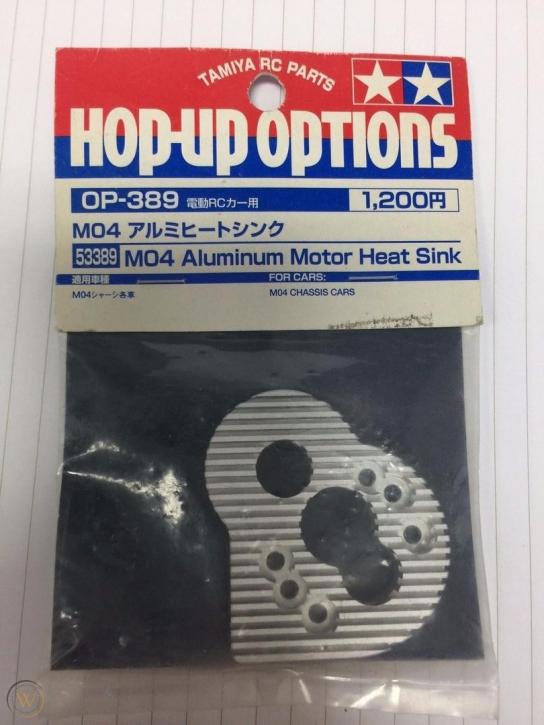 TAMIYA RC PARTS
HOP-UP OPTIONS
OP-389 電動RCカー用 1,200円
M04 アルミヒートシンク
53389 M04 Aluminum Motor Heat Sink
適用車種 FOR CARS:
M04シャーシ各車 M04 CHASSIS CARS
W